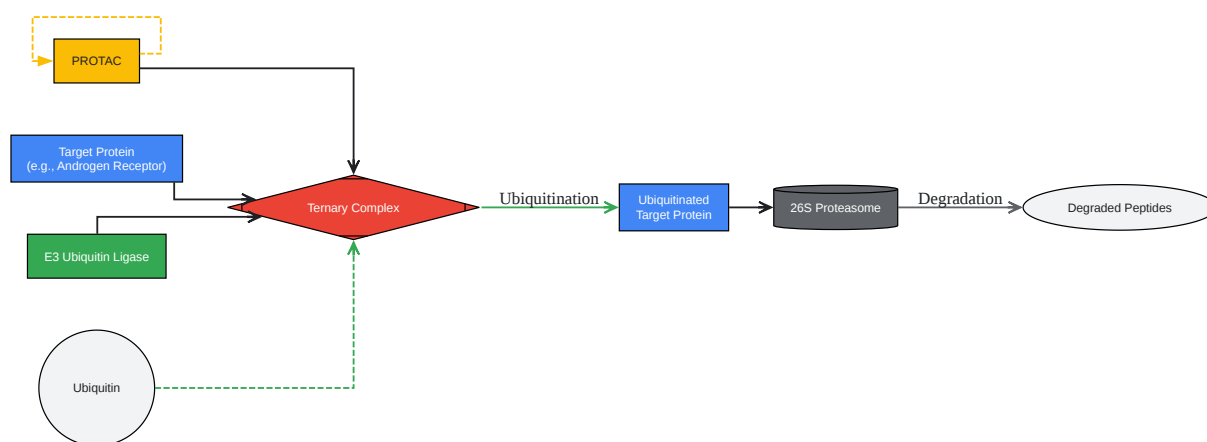 PROTAC
Target Protein
(e.g., Androgen Receptor)
E3 Ubiquitin Ligase
Ubiquitin
Ternary Complex
Ubiquitination
Ubiquitinated
Target Protein
26S Proteasome
Degradation
Degraded Peptides